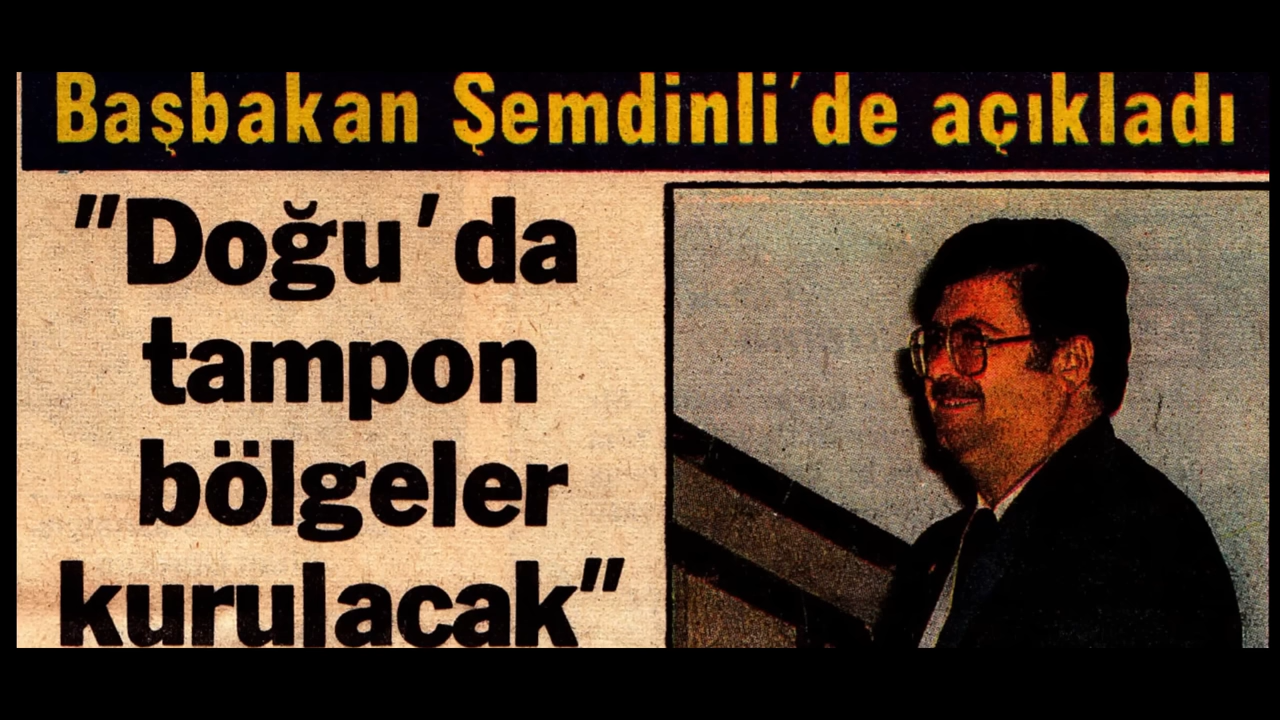 Başbakan Şemdinli'de açıkladı
"Doğu'da
tampon
bölgeler
kurulacak"